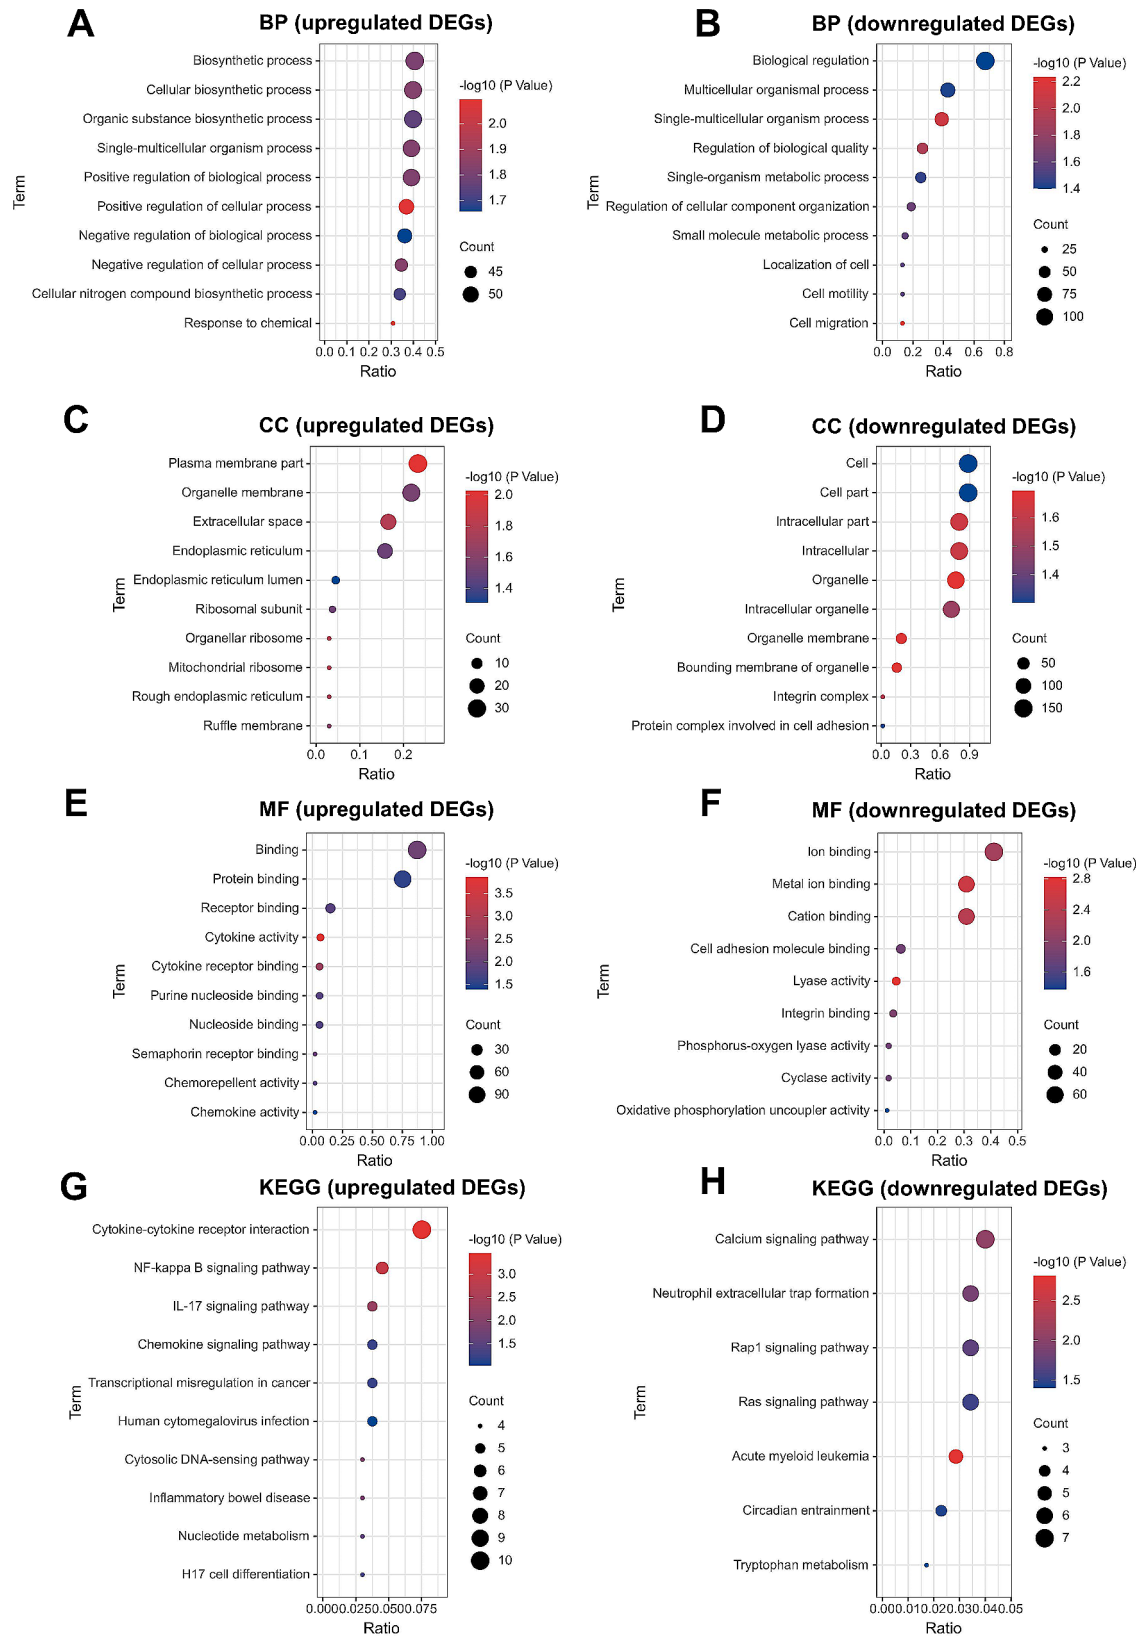 A
BP (upregulated DEGs)
Term
Biosynthetic process
Cellular biosynthetic process
Organic substance biosynthetic process
Single-multicellular organism process
Positive regulation of biological process
Positive regulation of cellular process
Negative regulation of biological process
Negative regulation of cellular process
Cellular nitrogen compound biosynthetic process
Response to chemical
0.0 0.1 0.2 0.3 0.4 0.5
Ratio
-log10 (P Value)
2.0
1.9
1.8
1.7
Count
45
50
B
BP (downregulated DEGs)
Term
Biological regulation
Multicellular organismal process
Single-multicellular organism process
Regulation of biological quality
Single-organism metabolic process
Regulation of cellular component organization
Small molecule metabolic process
Localization of cell
Cell motility
Cell migration
0.0 0.2 0.4 0.6 0.8
Ratio
-log10 (P Value)
2.2
2.0
1.8
1.6
1.4
Count
25
50
75
100
C
CC (upregulated DEGs)
Term
Plasma membrane part
Organelle membrane
Extracellular space
Endoplasmic reticulum
Endoplasmic reticulum lumen
Ribosomal subunit
Organellar ribosome
Mitochondrial ribosome
Rough endoplasmic reticulum
Ruffle membrane
0.0 0.1 0.2
Ratio
-log10 (P Value)
2.0
1.8
1.6
1.4
Count
10
20
30
D
CC (downregulated DEGs)
Term
Cell
Cell part
Intracellular part
Intracellular
Organelle
Intracellular organelle
Organelle membrane
Bounding membrane of organelle
Integrin complex
Protein complex involved in cell adhesion
0.0 0.3 0.6 0.9
Ratio
-log10 (P Value)
1.6
1.5
1.4
Count
50
100
150
E
MF (upregulated DEGs)
Term
Binding
Protein binding
Receptor binding
Cytokine activity
Cytokine receptor binding
Purine nucleoside binding
Nucleoside binding
Semaphorin receptor binding
Chemorepellent activity
Chemokine activity
0.00 0.25 0.50 0.75 1.00
Ratio
-log10 (P Value)
3.5
3.0
2.5
2.0
1.5
Count
30
60
90
F
MF (downregulated DEGs)
Term
Ion binding
Metal ion binding
Cation binding
Cell adhesion molecule binding
Lyase activity
Integrin binding
Phosphorus-oxygen lyase activity
Cyclase activity
Oxidative phosphorylation uncoupler activity
0.0 0.1 0.2 0.3 0.4 0.5
Ratio
-log10 (P Value)
2.8
2.4
2.0
1.6
Count
20
40
60
G
KEGG (upregulated DEGs)
Term
Cytokine-cytokine receptor interaction
NF-kappa B signaling pathway
IL-17 signaling pathway
Chemokine signaling pathway
Transcriptional misregulation in cancer
Human cytomegalovirus infection
Cytosolic DNA-sensing pathway
Inflammatory bowel disease
Nucleotide metabolism
H17 cell differentiation
0.000 0.025 0.050 0.075
Ratio
-log10 (P Value)
3.0
2.5
2.0
1.5
Count
4
5
6
7
8
9
10
H
KEGG (downregulated DEGs)
Term
Calcium signaling pathway
Neutrophil extracellular trap formation
Rap1 signaling pathway
Ras signaling pathway
Acute myeloid leukemia
Circadian entrainment
Tryptophan metabolism
0.00 0.01 0.02 0.03 0.04 0.05
Ratio
-log10 (P Value)
2.5
2.0
1.5
Count
3
4
5
6
7